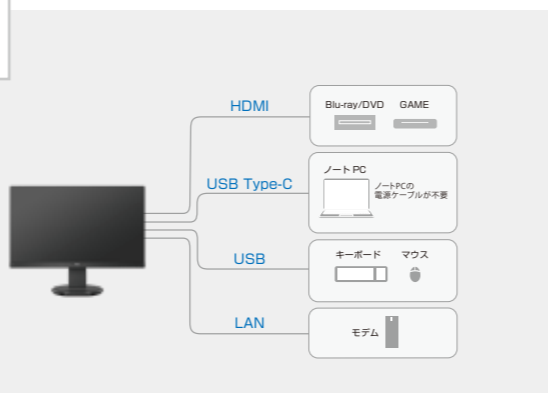 HDMI
Blu-ray/DVD GAME
USB Type-C
ノートPC
ノートPCの
電源ケーブルが不要
USB
キーボード マウス
LAN
モデム